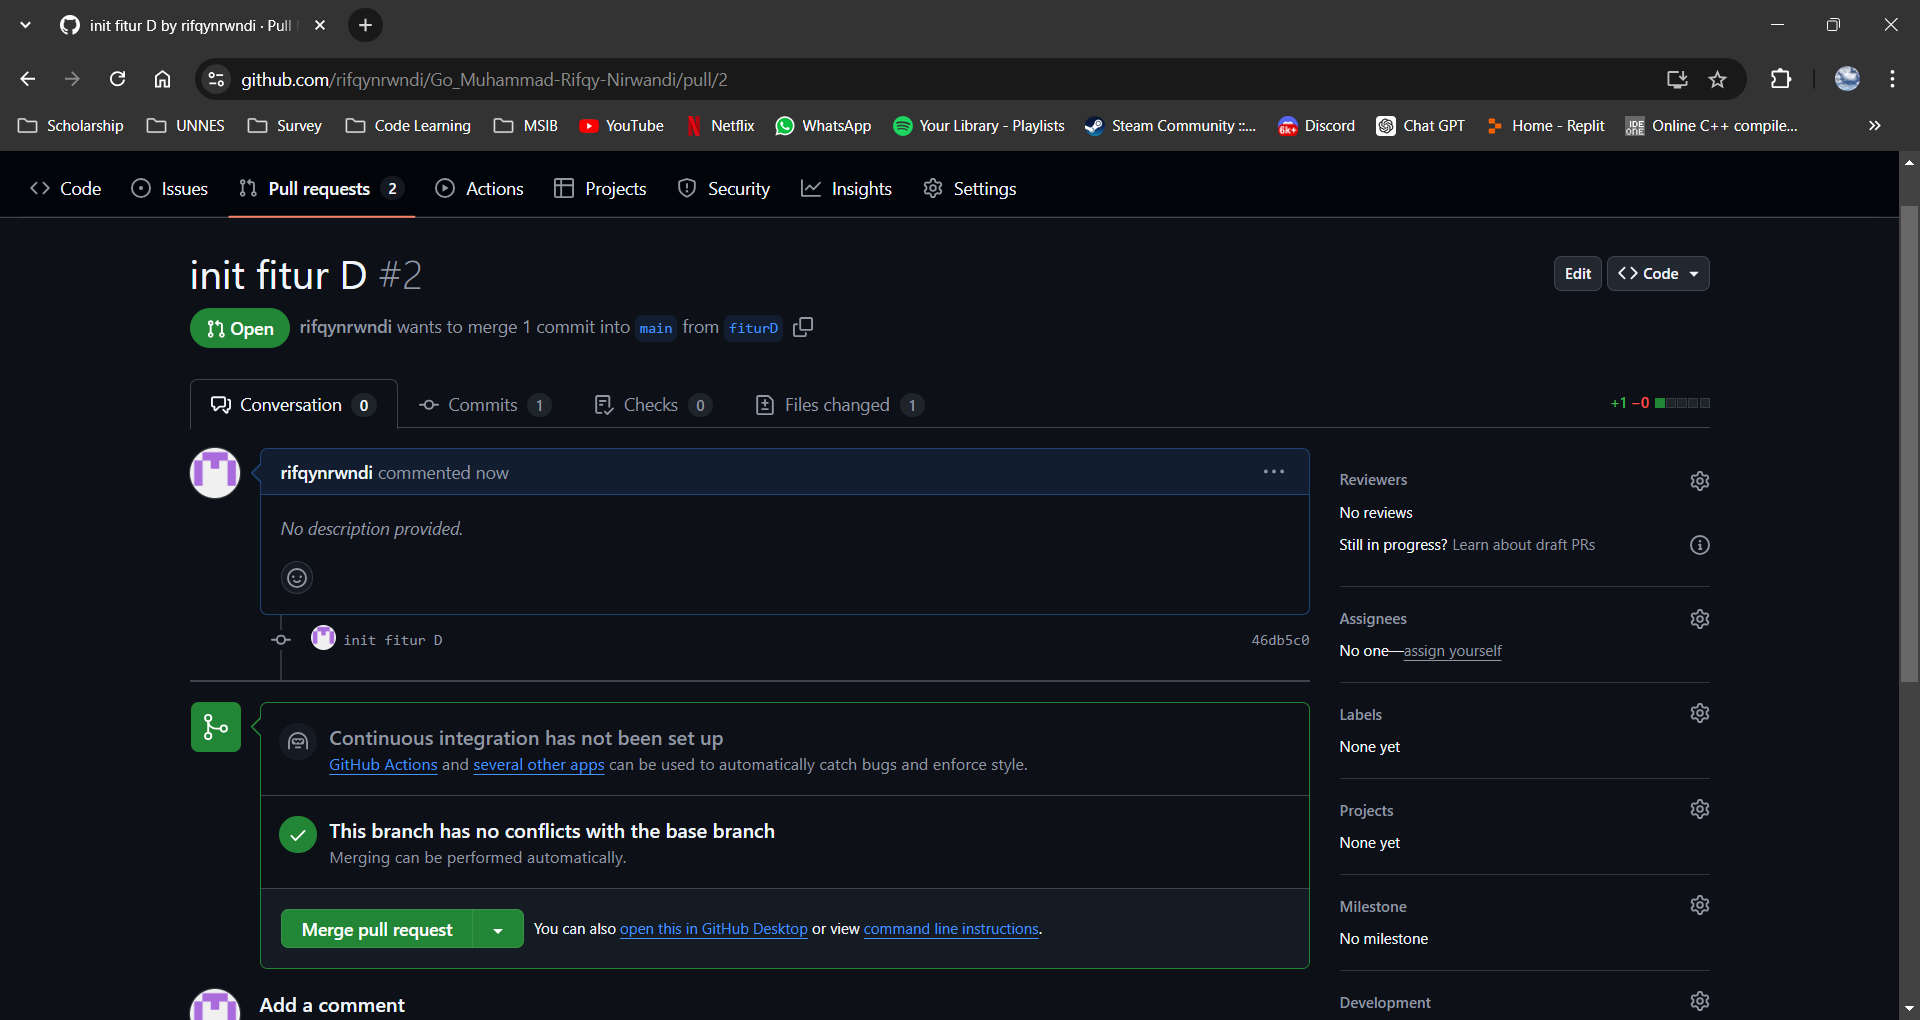 init fitur D by rifqynrwndi · Pull
github.com/rifqynrwndi/Go_Muhammad-Rifqy-Nirwandi/pull/2
Scholarship UNNES Survey Code Learning MSIB YouTube Netflix WhatsApp Your Library - Playlists Steam Community ::... 6k+ Discord Chat GPT Home - Replit IDE ONE Online C++ compile...
Code Issues Pull requests 2 Actions Projects Security Insights Settings
init fitur D #2
Edit <> Code
Open rifqynrwndi wants to merge 1 commit into main from fiturD
Conversation 0 Commits 1 Checks 0 Files changed 1
+1 −0
rifqynrwndi commented now
No description provided.
init fitur D 46db5c0
Continuous integration has not been set up
GitHub Actions and several other apps can be used to automatically catch bugs and enforce style.
This branch has no conflicts with the base branch
Merging can be performed automatically.
Merge pull request You can also open this in GitHub Desktop or view command line instructions.
Add a comment
Reviewers
No reviews
Still in progress? Learn about draft PRs
Assignees
No one—assign yourself
Labels
None yet
Projects
None yet
Milestone
No milestone
Development